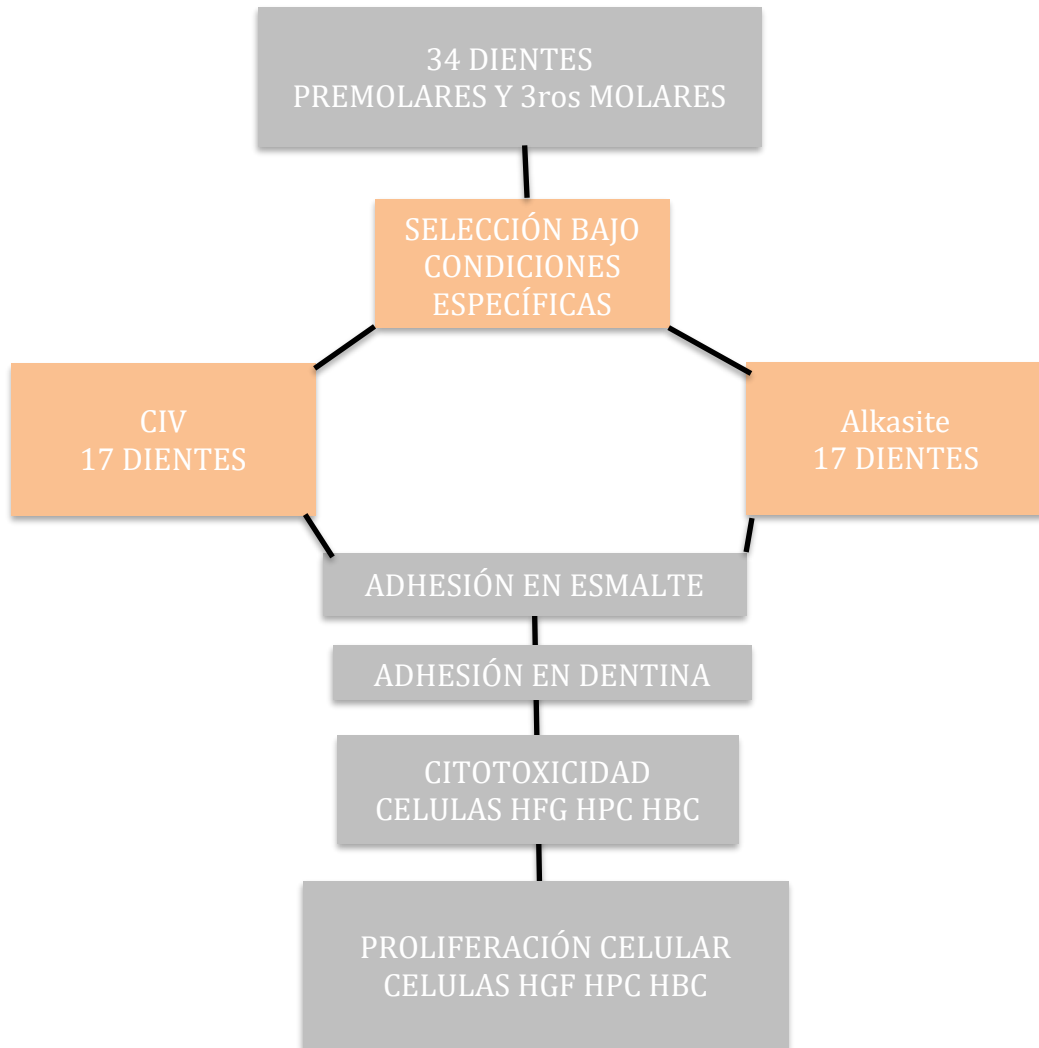 34 DIENTES
PREMOLARES Y 3ros MOLARES
SELECCIÓN BAJO
CONDICIONES
ESPECÍFICAS
CIV
17 DIENTES
Alkasite
17 DIENTES
ADHESIÓN EN ESMALTE
ADHESIÓN EN DENTINA
CITOTOXICIDAD
CELULAS HFG HPC HBC
PROLIFERACIÓN CELULAR
CELULAS HGF HPC HBC